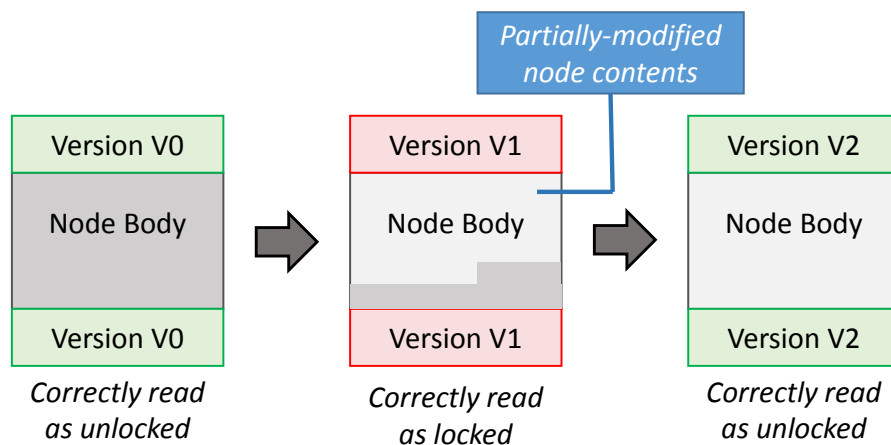 Partially-modified
node contents
Version V0
Node Body
Version V0
Correctly read
as unlocked
Version V1
Node Body
Version V1
Correctly read
as locked
Version V2
Node Body
Version V2
Correctly read
as unlocked